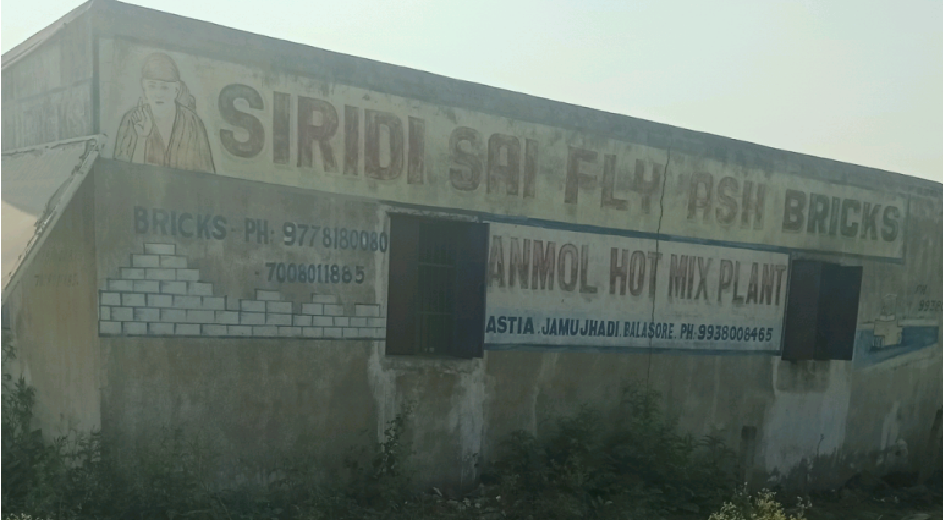 SIRIDI SAI FLY ASH BRICKS
BRICKS - PH: 9778180080
- 7008011885
ANMOL HOT MIX PLANT
ASTIA . JAMUJHADI. BALASORE. PH-9938008465